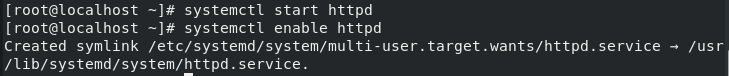 [root@localhost ~]# systemctl start httpd
[root@localhost ~]# systemctl enable httpd
Created symlink /etc/systemd/system/multi-user.target.wants/httpd.service → /usr
/lib/systemd/system/httpd.service.